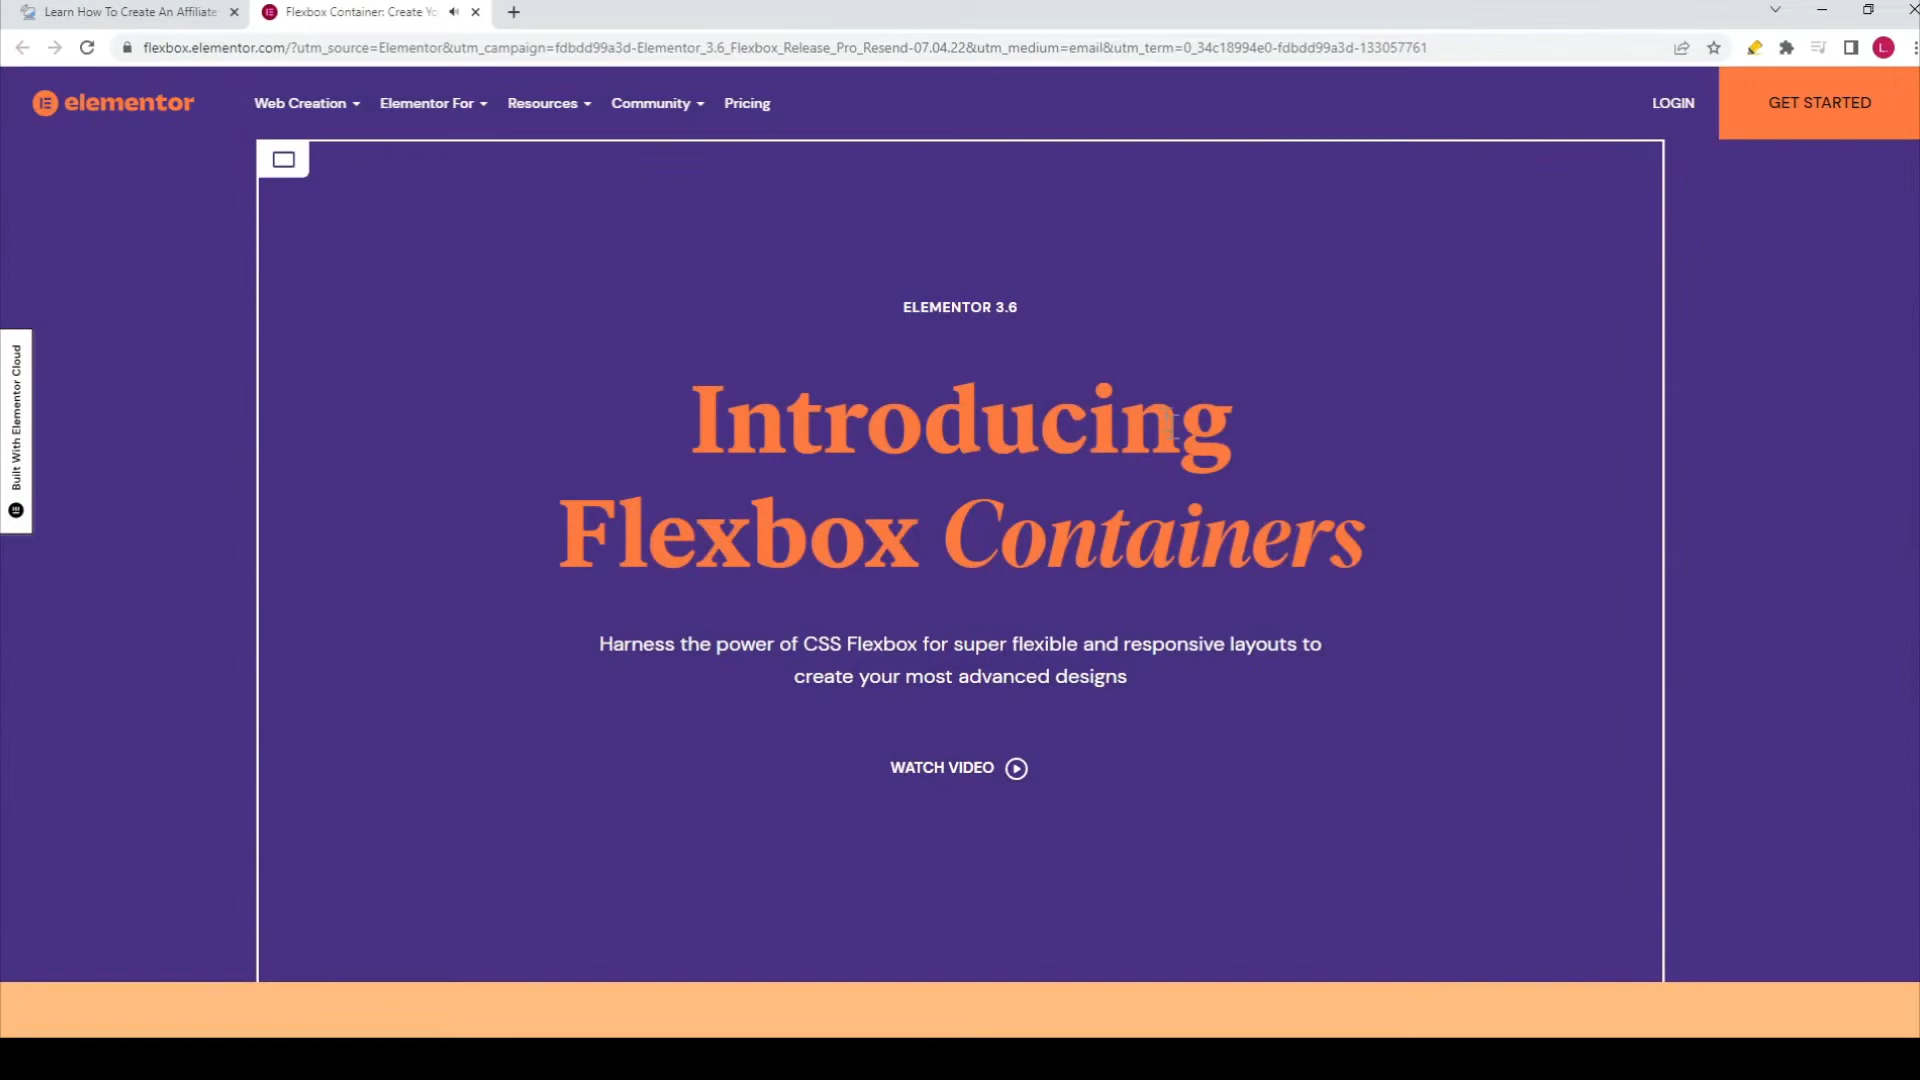 Learn How To Create An Affiliate
Flexbox Container: Create Yo
flexbox.elementor.com/?utm_source=Elementor&utm_campaign=fdbdd99a3d-Elementor_3.6_Flexbox_Release_Pro_Resend-07.04.22&utm_medium=email&utm_term=0_34c18994e0-fdbdd99a3d-133057761
L
elementor
Web Creation
Elementor For
Resources
Community
Pricing
LOGIN
GET STARTED
Built With Elementor Cloud
ELEMENTOR 3.6
Introducing
Flexbox Containers
Harness the power of CSS Flexbox for super flexible and responsive layouts to
create your most advanced designs
WATCH VIDEO